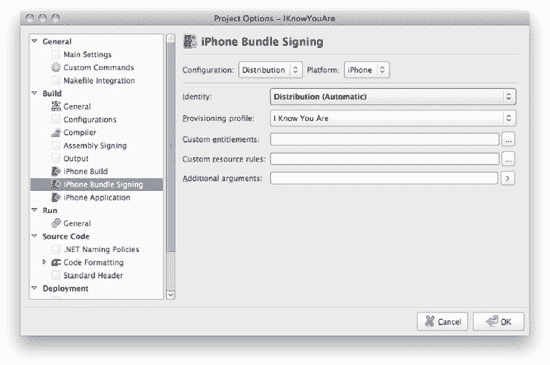 Project Options – IKnowYouAre
General
Main Settings
Custom Commands
Makefile Integration
Build
General
Configurations
Compiler
Assembly Signing
Output
iPhone Build
iPhone Bundle Signing
iPhone Application
Run
General
Source Code
.NET Naming Policies
Code Formatting
Standard Header
Deployment
iPhone Bundle Signing
Configuration: Distribution Platform: iPhone
Identity: Distribution (Automatic)
Provisioning profile: I Know You Are
Custom entitlements: ...
Custom resource rules: ...
Additional arguments:
Cancel OK